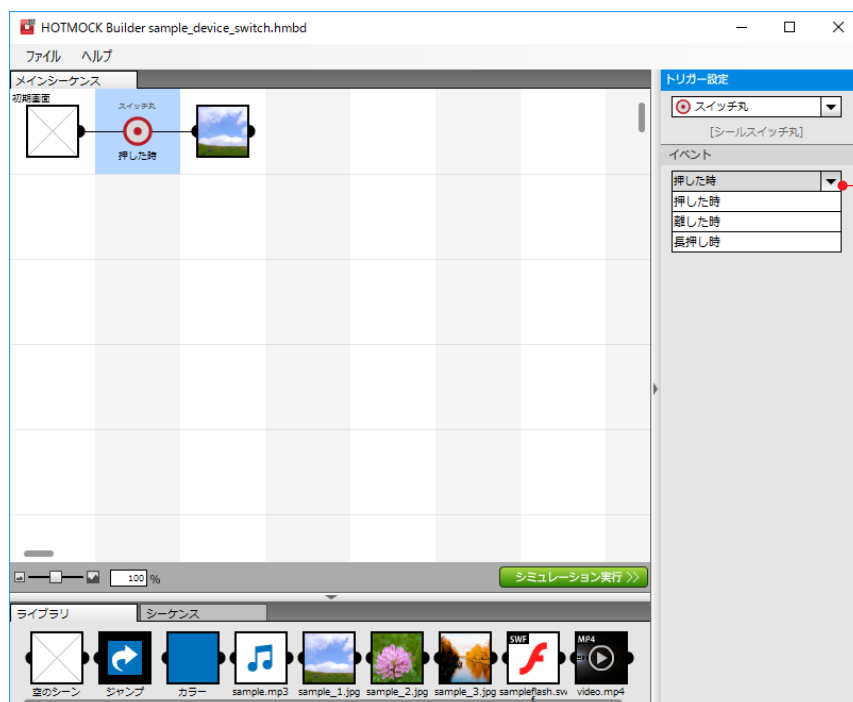 HOTMOCK Builder sample_device_switch.hmbd
ファイル ヘルプ
メインシーケンス
初期画面
スイッチ丸
押した時
トリガー設定
スイッチ丸
[シールスイッチ丸]
イベント
押した時
押した時
離した時
長押し時
100 %
シミュレーション実行
ライブラリ シーケンス
SWF MP4
空のシーン ジャンプ カラー sample.mp3 sample_1.jpg sample_2.jpg sample_3.jpg sampleflash.sw video.mp4
f